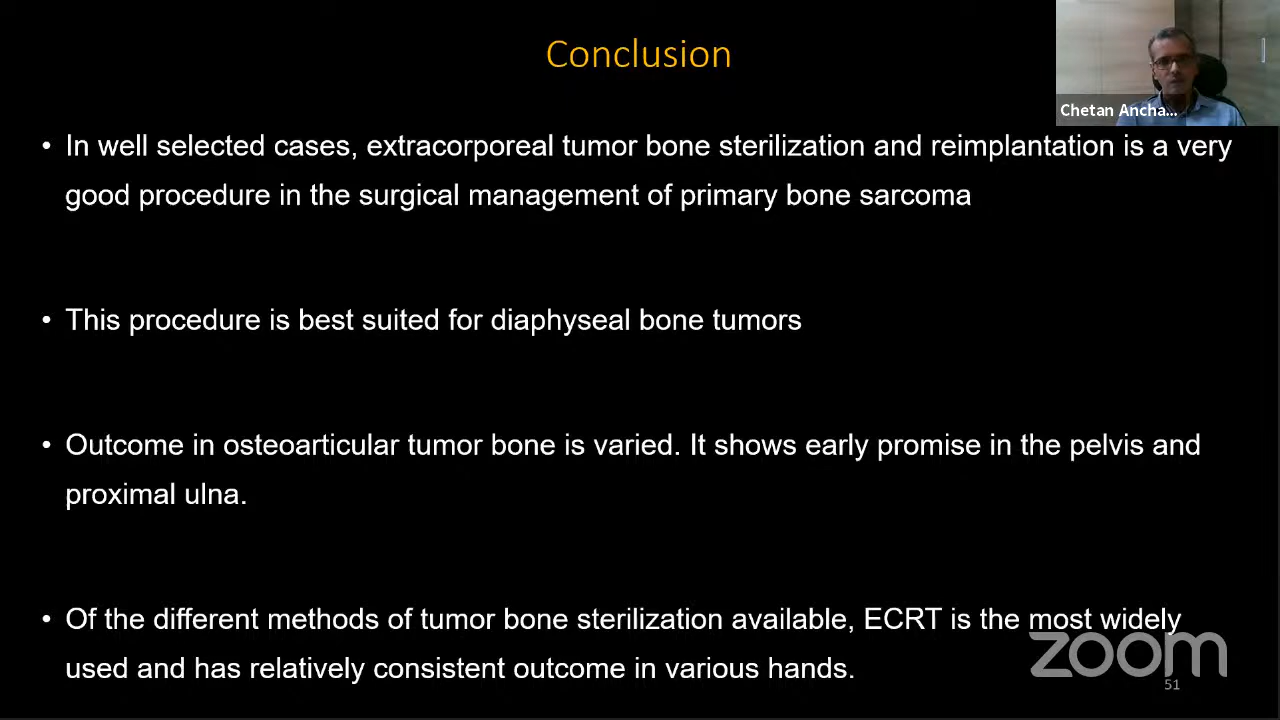 Conclusion
Chetan Ancha...
• In well selected cases, extracorporeal tumor bone sterilization and reimplantation is a very
good procedure in the surgical management of primary bone sarcoma
• This procedure is best suited for diaphyseal bone tumors
• Outcome in osteoarticular tumor bone is varied. It shows early promise in the pelvis and
proximal ulna.
• Of the different methods of tumor bone sterilization available, ECRT is the most widely
used and has relatively consistent outcome in various hands.
zoom
51